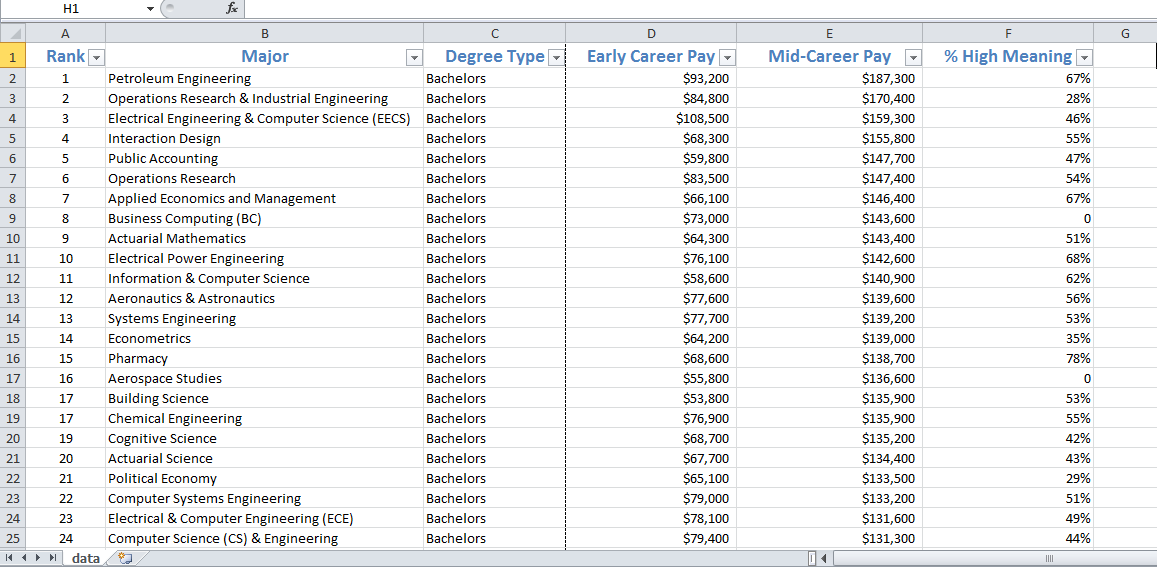 H1 fx
A B C D E F G
1 Rank Major Degree Type Early Career Pay Mid-Career Pay % High Meaning
2 1 Petroleum Engineering Bachelors $93,200 $187,300 67%
3 2 Operations Research & Industrial Engineering Bachelors $84,800 $170,400 28%
4 3 Electrical Engineering & Computer Science (EECS) Bachelors $108,500 $159,300 46%
5 4 Interaction Design Bachelors $68,300 $155,800 55%
6 5 Public Accounting Bachelors $59,800 $147,700 47%
7 6 Operations Research Bachelors $83,500 $147,400 54%
8 7 Applied Economics and Management Bachelors $66,100 $146,400 67%
9 8 Business Computing (BC) Bachelors $73,000 $143,600 0
10 9 Actuarial Mathematics Bachelors $64,300 $143,400 51%
11 10 Electrical Power Engineering Bachelors $76,100 $142,600 68%
12 11 Information & Computer Science Bachelors $58,600 $140,900 62%
13 12 Aeronautics & Astronautics Bachelors $77,600 $139,600 56%
14 13 Systems Engineering Bachelors $77,700 $139,200 53%
15 14 Econometrics Bachelors $64,200 $139,000 35%
16 15 Pharmacy Bachelors $68,600 $138,700 78%
17 16 Aerospace Studies Bachelors $55,800 $136,600 0
18 17 Building Science Bachelors $53,800 $135,900 53%
19 17 Chemical Engineering Bachelors $76,900 $135,900 55%
20 19 Cognitive Science Bachelors $68,700 $135,200 42%
21 20 Actuarial Science Bachelors $67,700 $134,400 43%
22 21 Political Economy Bachelors $65,100 $133,500 29%
23 22 Computer Systems Engineering Bachelors $79,000 $133,200 51%
24 23 Electrical & Computer Engineering (ECE) Bachelors $78,100 $131,600 49%
25 24 Computer Science (CS) & Engineering Bachelors $79,400 $131,300 44%
data